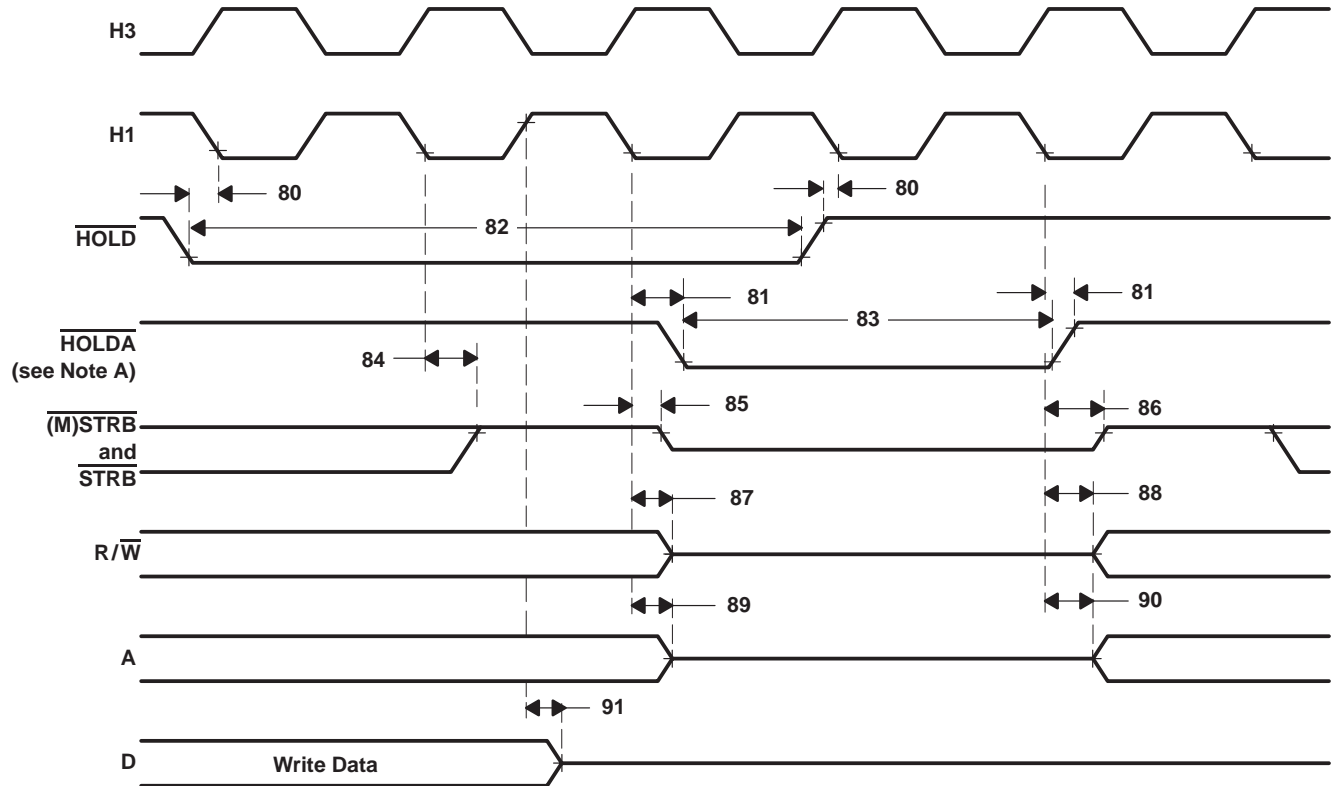 H3
H1
80
80
HOLD
82
81
81
83
HOLDA
(see Note A)
84
85
86
(M)STRB
and
STRB
87
88
R/W
89
90
A
91
D
Write Data